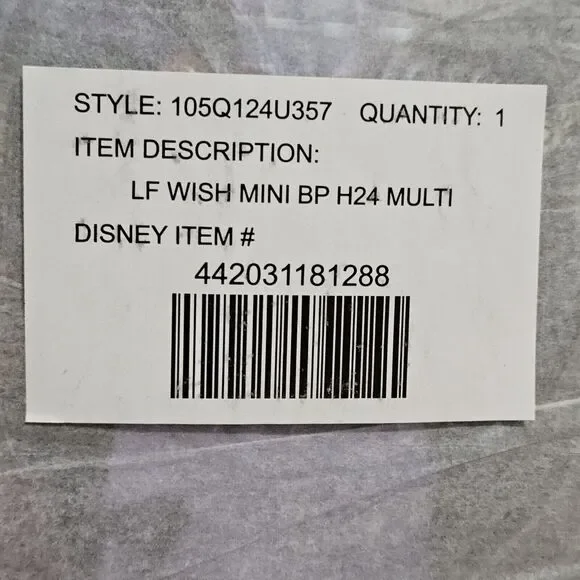 STYLE: 105Q124U357 QUANTITY: 1
ITEM DESCRIPTION:
LF WISH MINI BP H24 MULTI
DISNEY ITEM #
442031181288